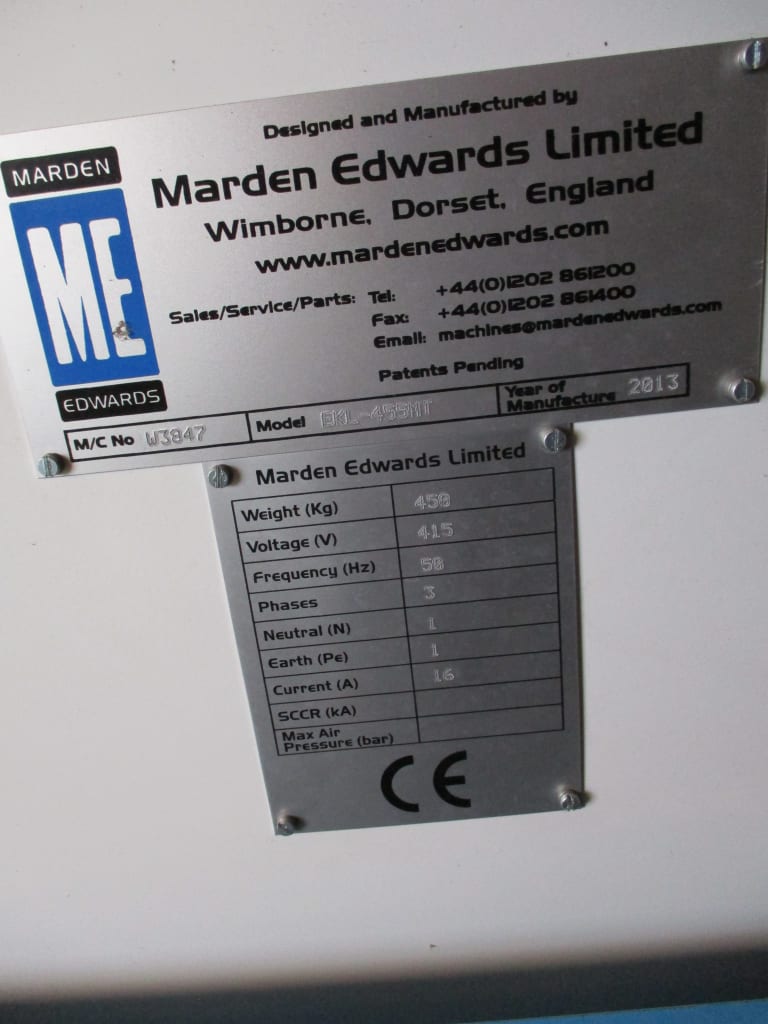 MARDEN
ME
EDWARDS
Designed and Manufactured by
Marden Edwards Limited
Wimborne, Dorset, England
www.mardenedwards.com
Sales/Service/Parts: Tel: +44(0)1202 861200
Fax: +44(0)1202 861400
Email: machines@mardenedwards.com
Patents Pending
M/C No W3847 Model Year of Manufacture 2013
Marden Edwards Limited
Weight (Kg) 450
Voltage (V) 415
Frequency (Hz) 50
Phases 3
Neutral (N) 1
Earth (Pe) 1
Current (A) 16
SCCR (kA)
Max Air
Pressure (bar)
CE